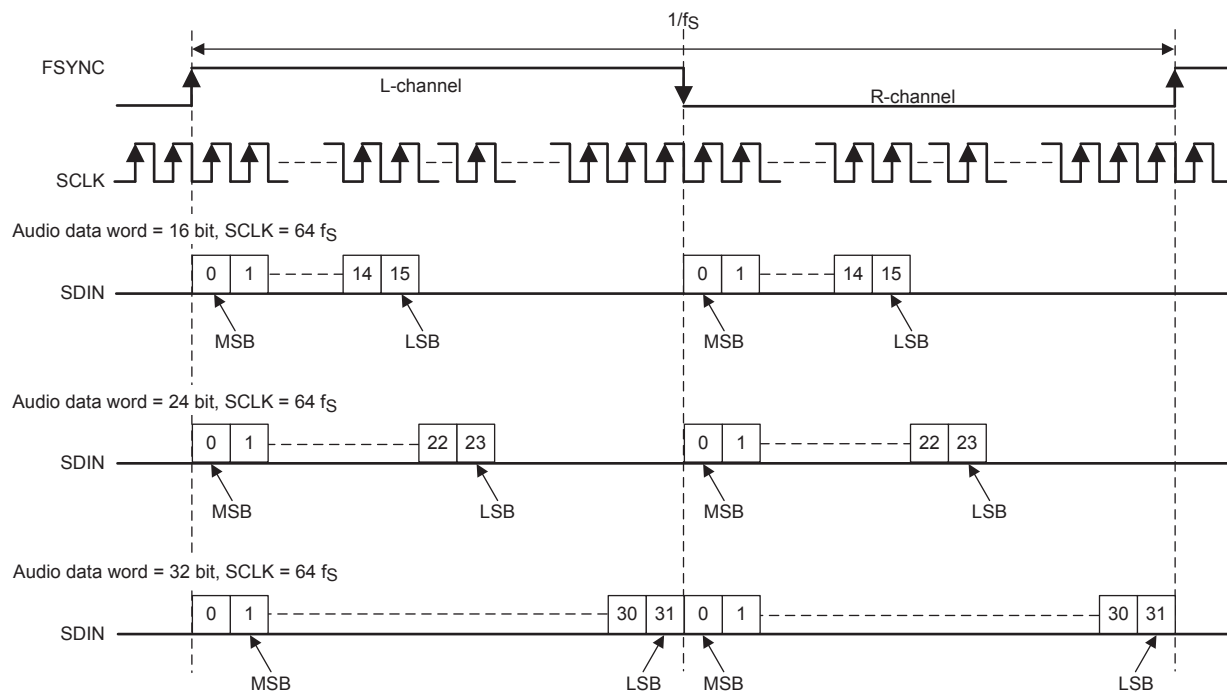 1/fS
FSYNC
L-channel
R-channel
SCLK
Audio data word = 16 bit, SCLK = 64 fS
0 1 14 15 0 1 14 15
SDIN
MSB LSB MSB LSB
Audio data word = 24 bit, SCLK = 64 fS
0 1 22 23 0 1 22 23
SDIN
MSB LSB MSB LSB
Audio data word = 32 bit, SCLK = 64 fS
0 1 30 31 0 1 30 31
SDIN
MSB LSB MSB LSB